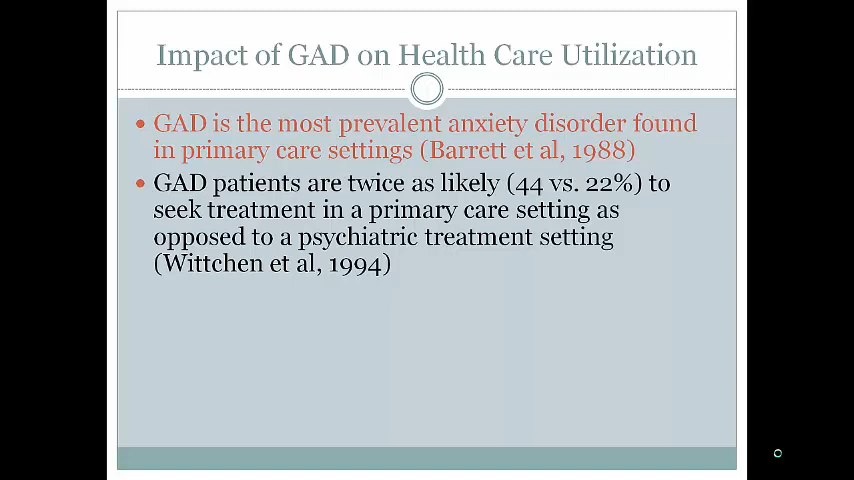 Impact of GAD on Health Care Utilization
• GAD is the most prevalent anxiety disorder found
in primary care settings (Barrett et al, 1988)
• GAD patients are twice as likely (44 vs. 22%) to
seek treatment in a primary care setting as
opposed to a psychiatric treatment setting
(Wittchen et al, 1994)